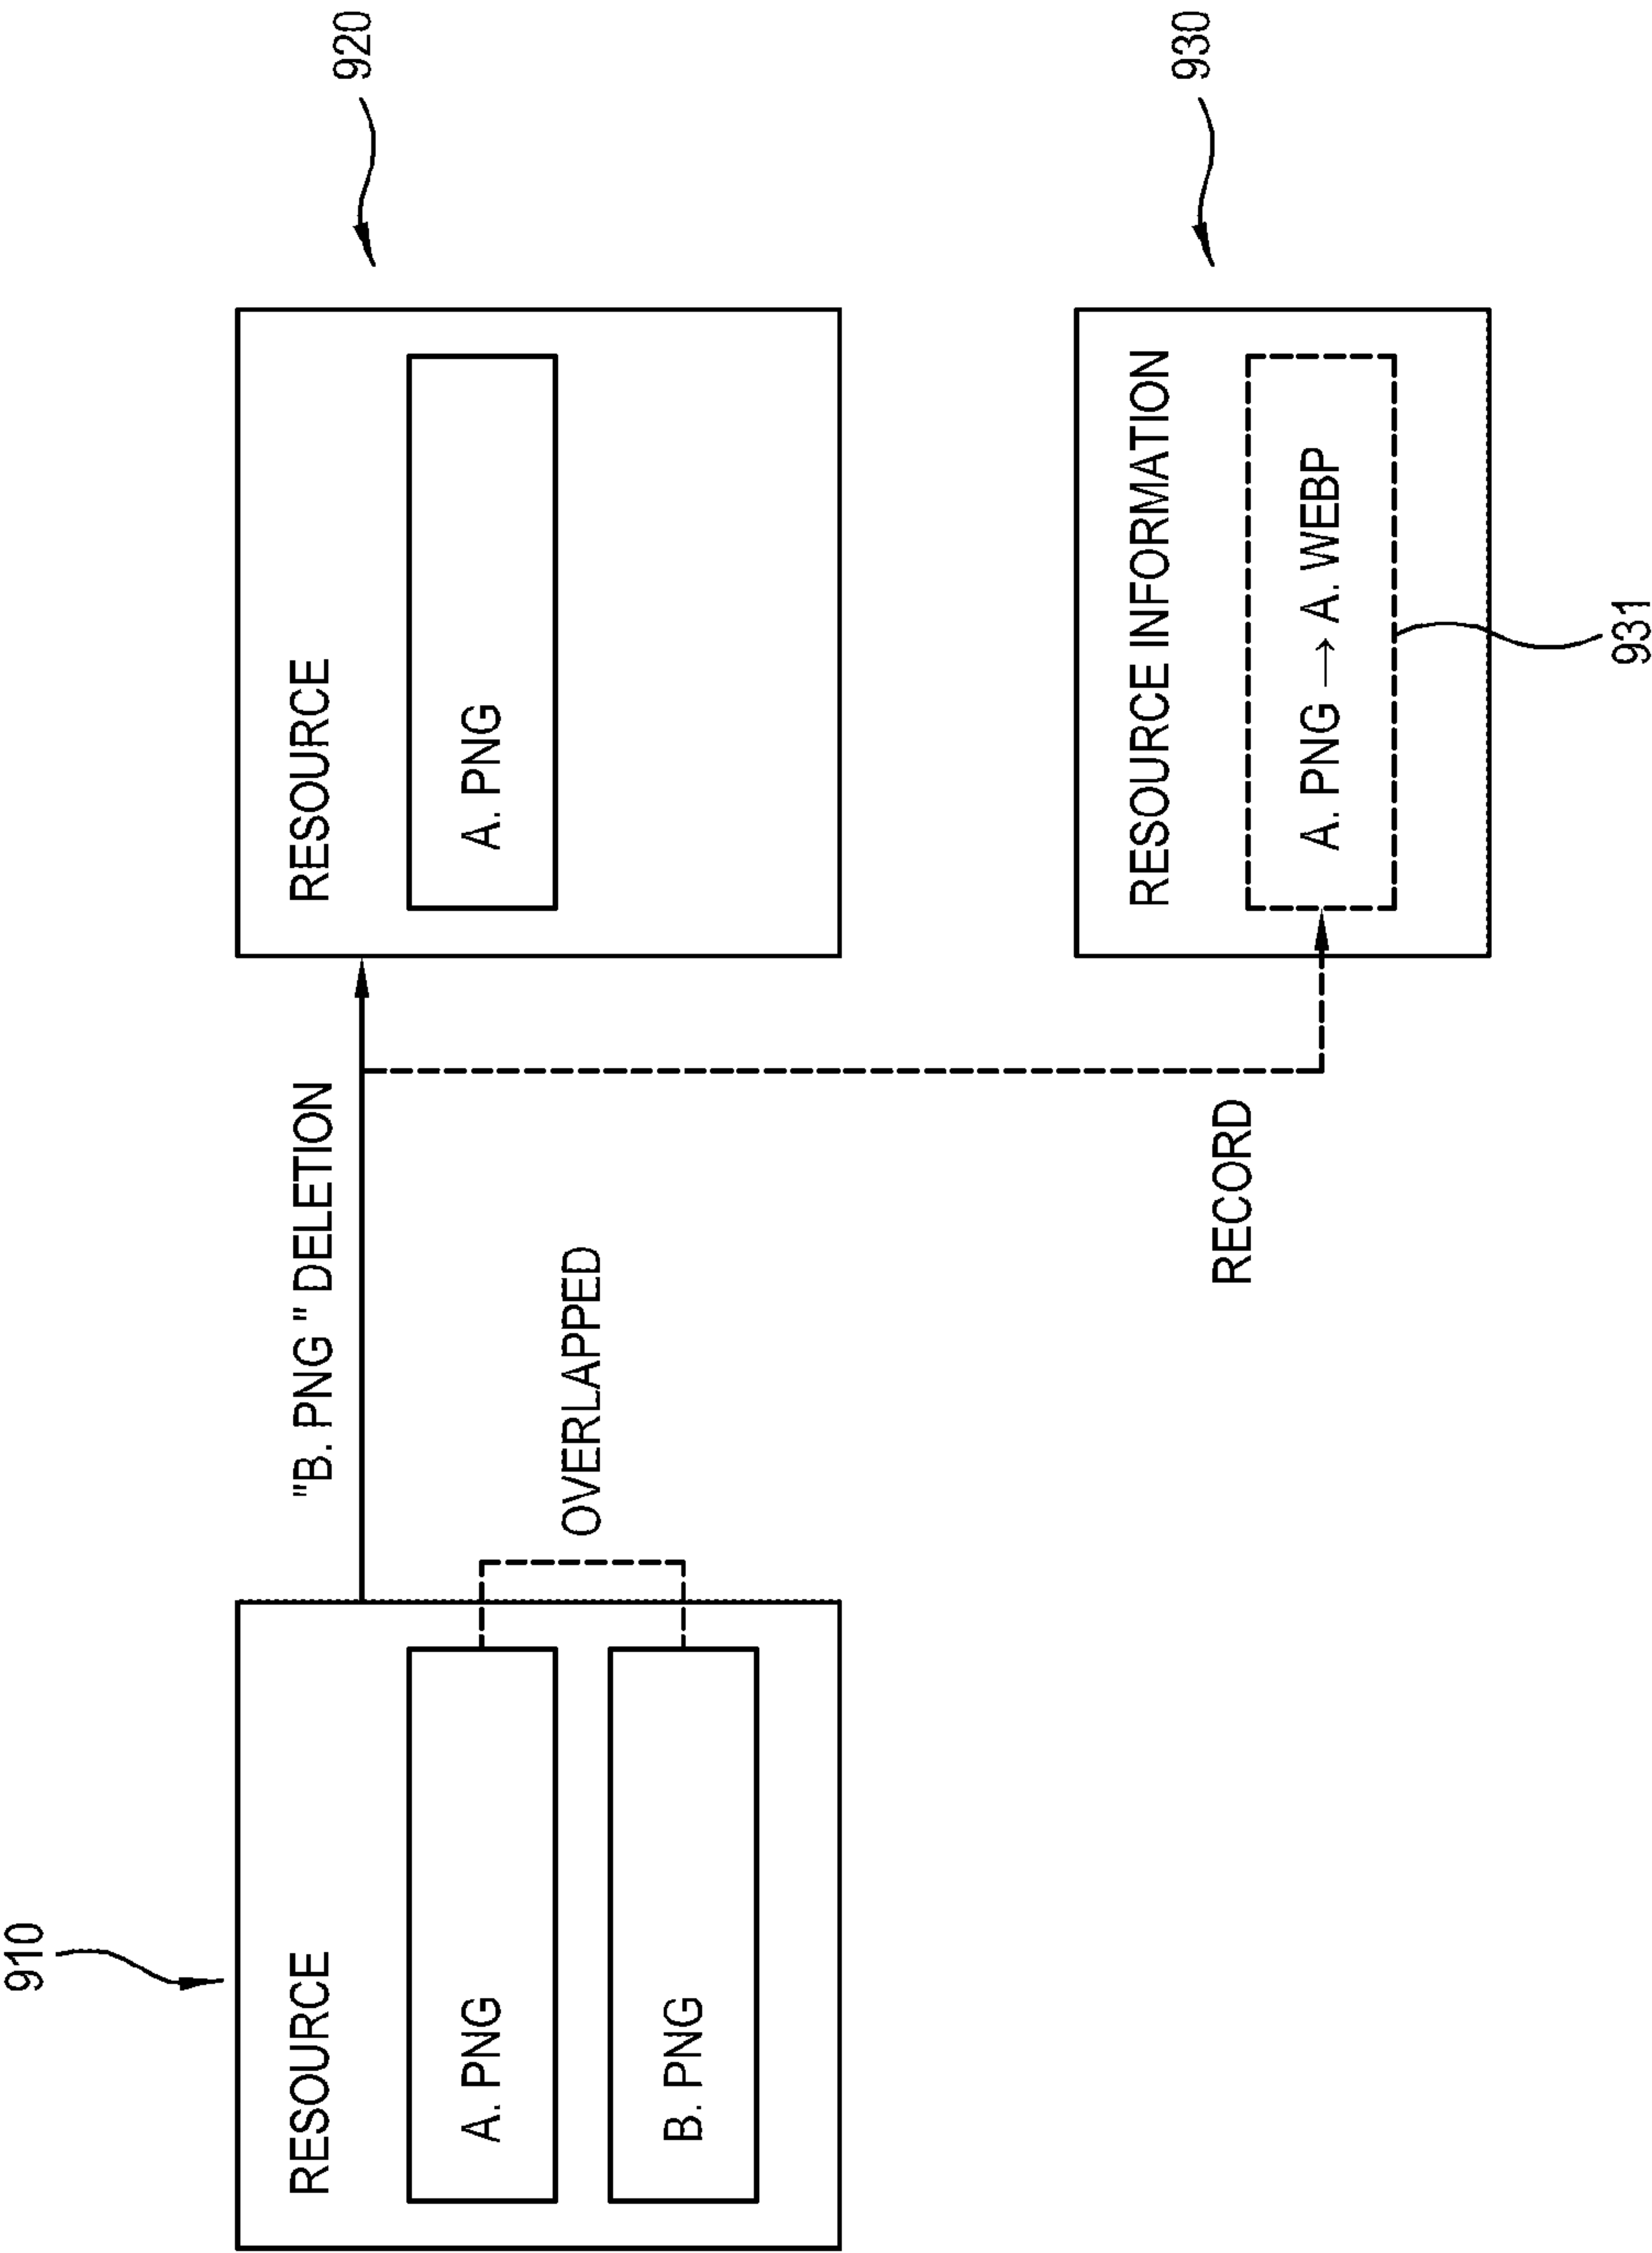 910
RESOURCE
A. PNG
B. PNG
OVERLAPPED
"B. PNG " DELETION
RECORD
920
RESOURCE
A. PNG
930
RESOURCE INFORMATION
A. PNG → A. WEBP
931